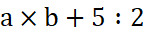 a × b + 5 : 2